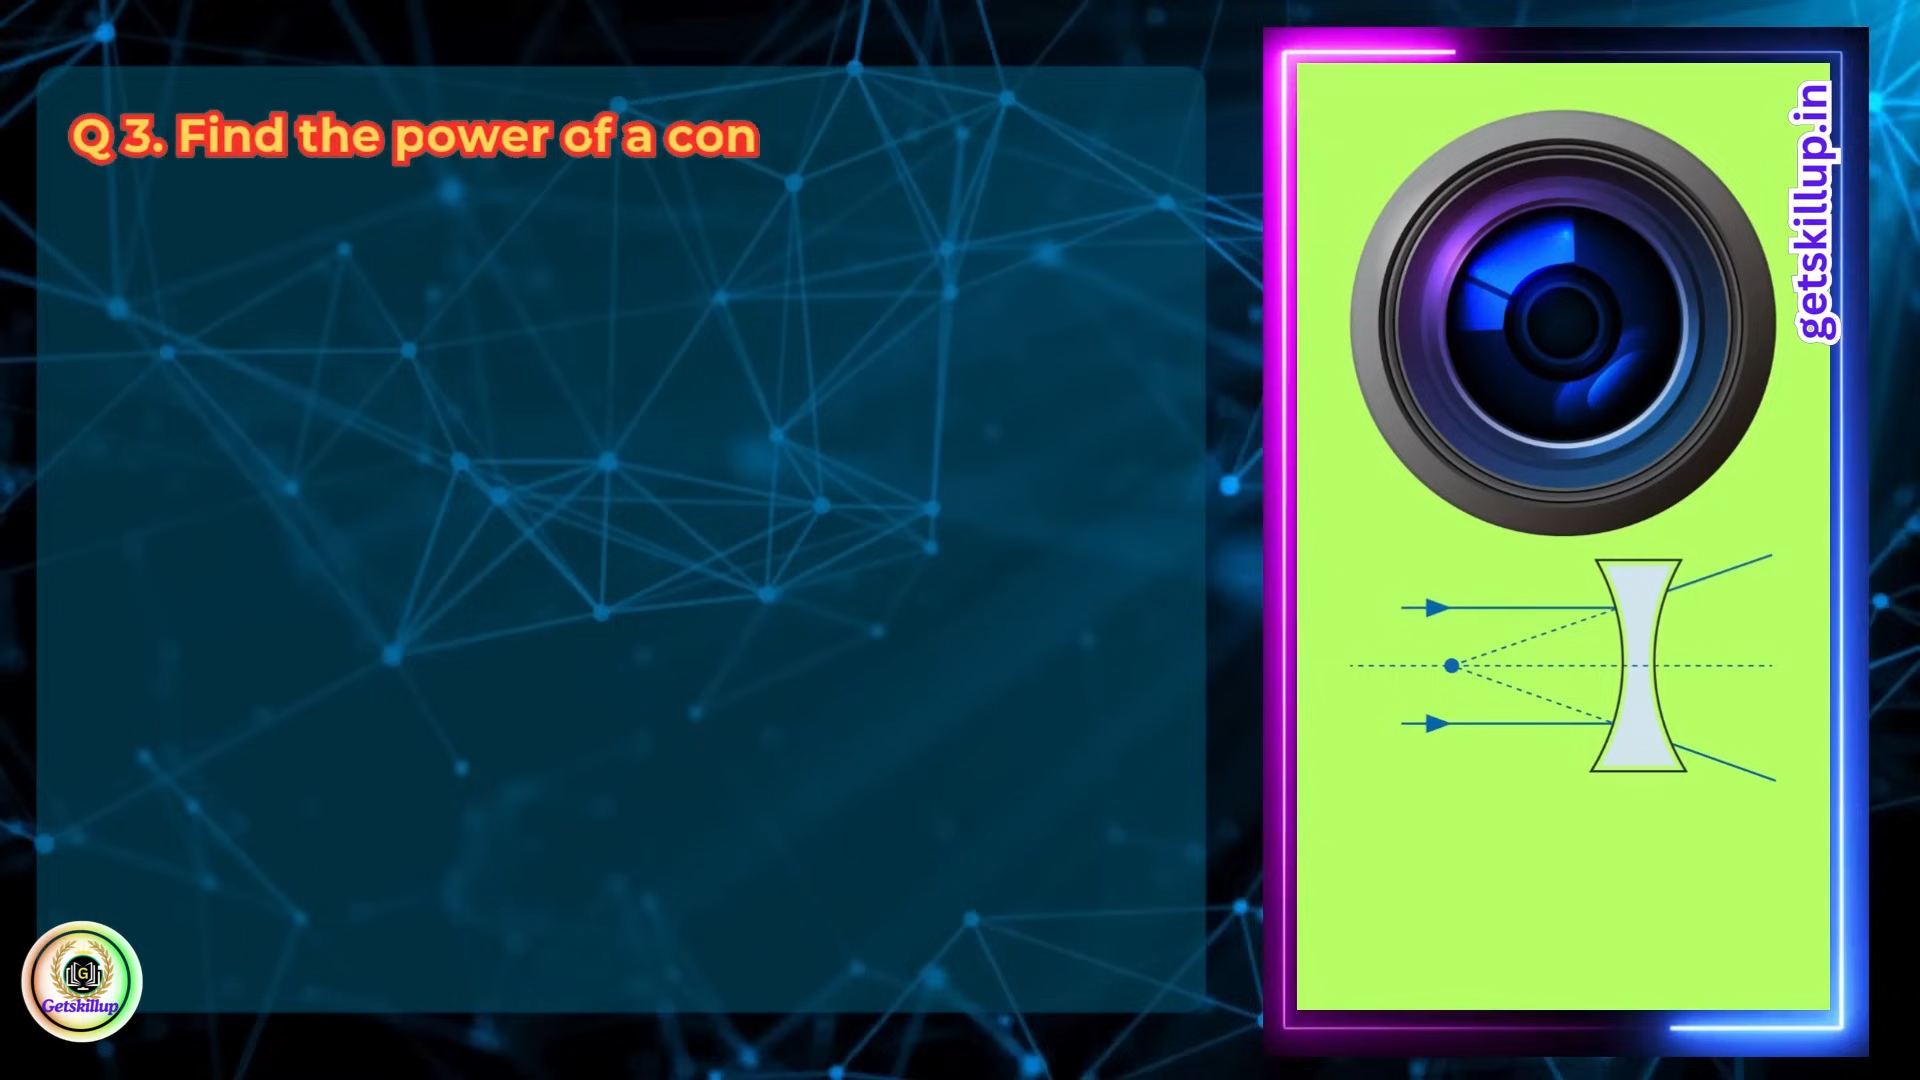 Q 3. Find the power of a con
getskillup.in
G
Getskillup